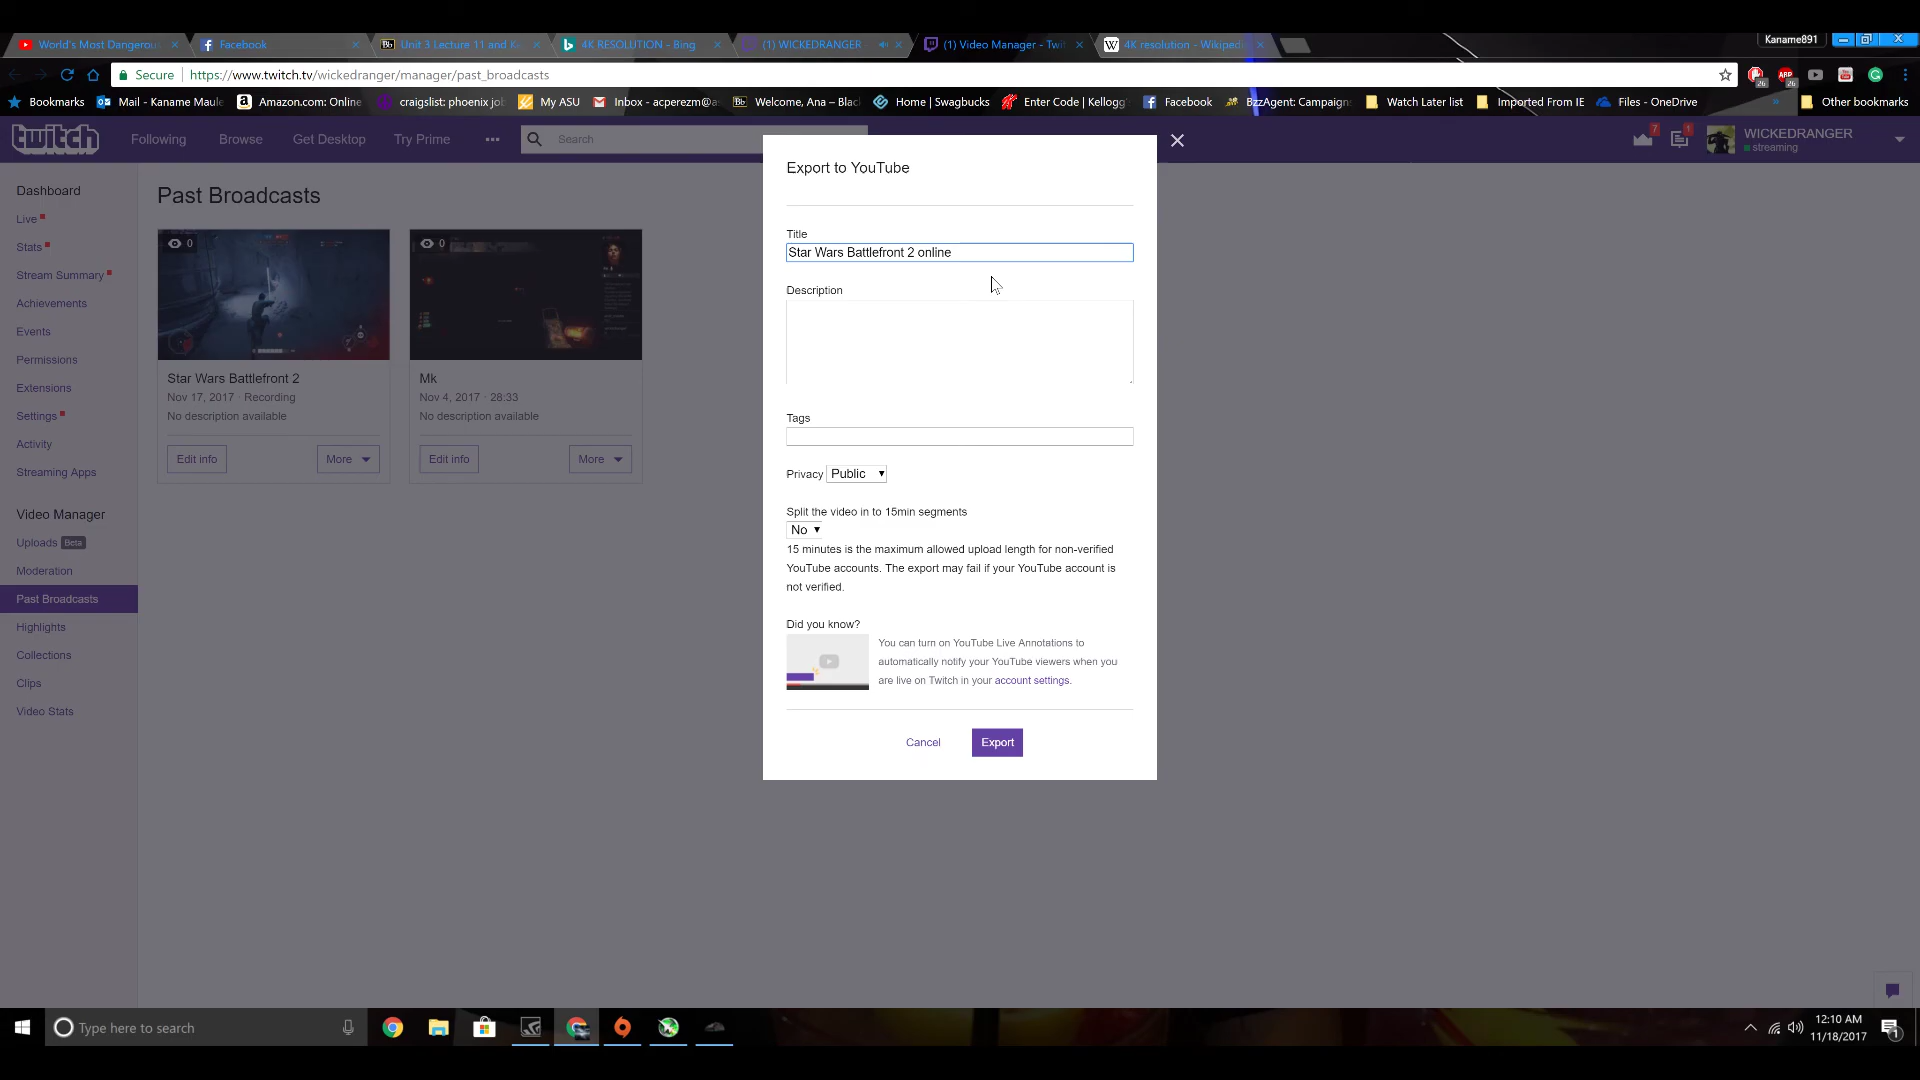 World's Most Dangerou
Facebook
Unit 3 Lecture 11 and K
4K RESOLUTION - Bing
(1) WICKEDRANGER
(1) Video Manager - Twi
4K resolution - Wikiped
Kaname891
Secure
https://www.twitch.tv/wickedranger/manager/past_broadcasts
Bookmarks
Mail - Kaname Maule
Amazon.com: Online
craigslist: phoenix job
My ASU
Inbox - acperezm@a
Welcome, Ana – Blac
Home | Swagbucks
Enter Code | Kellogg'
Facebook
BzzAgent: Campaign
Watch Later list
Imported From IE
Files - OneDrive
Other bookmarks
twitch
Following
Browse
Get Desktop
Try Prime
Search
7
1
WICKEDRANGER
streaming
Dashboard
Live
Stats
Stream Summary
Achievements
Events
Permissions
Extensions
Settings
Activity
Streaming Apps
Video Manager
Uploads Beta
Moderation
Past Broadcasts
Highlights
Collections
Clips
Video Stats
Past Broadcasts
0
Star Wars Battlefront 2
Nov 17, 2017 · Recording
No description available
Edit info
More
0
Mk
Nov 4, 2017 · 28:33
No description available
Edit info
More
Export to YouTube
Title
Star Wars Battlefront 2 online
Description
Tags
Privacy Public
Split the video in to 15min segments
No
15 minutes is the maximum allowed upload length for non-verified
YouTube accounts. The export may fail if your YouTube account is
not verified.
Did you know?
You can turn on YouTube Live Annotations to
automatically notify your YouTube viewers when you
are live on Twitch in your account settings.
Cancel
Export
Type here to search
12:10 AM
11/18/2017
1